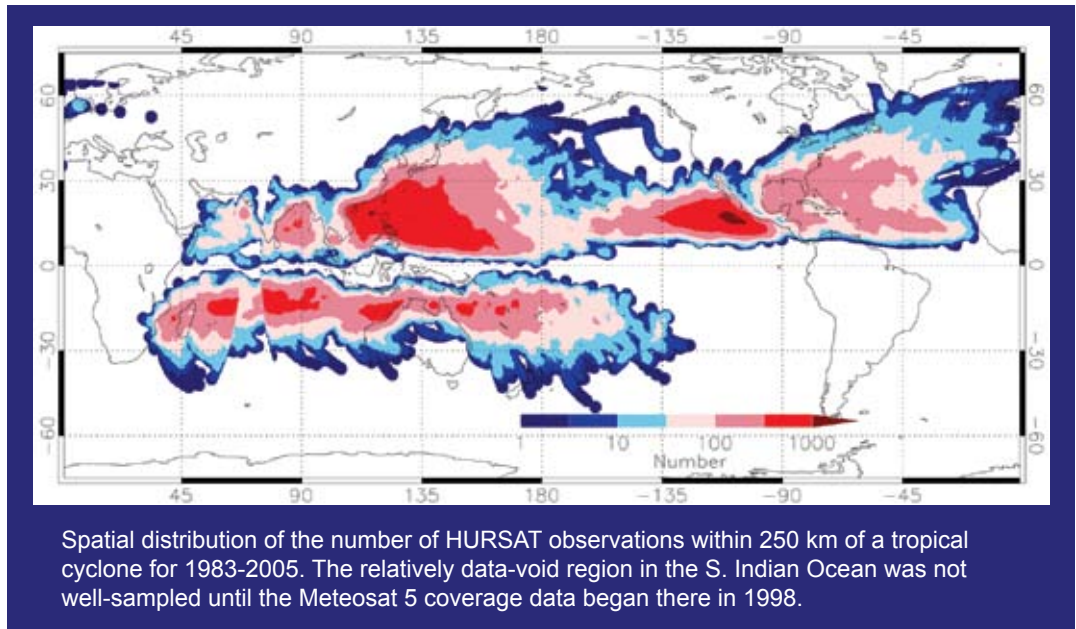 45 90 135 180 −135 −90 −45
60 60
30 30
0 0
−30 −30
−60 −60
1 10 100 1000
Number
45 90 135 180 −135 −90 −45
Spatial distribution of the number of HURSAT observations within 250 km of a tropical
cyclone for 1983-2005. The relatively data-void region in the S. Indian Ocean was not
well-sampled until the Meteosat 5 coverage data began there in 1998.